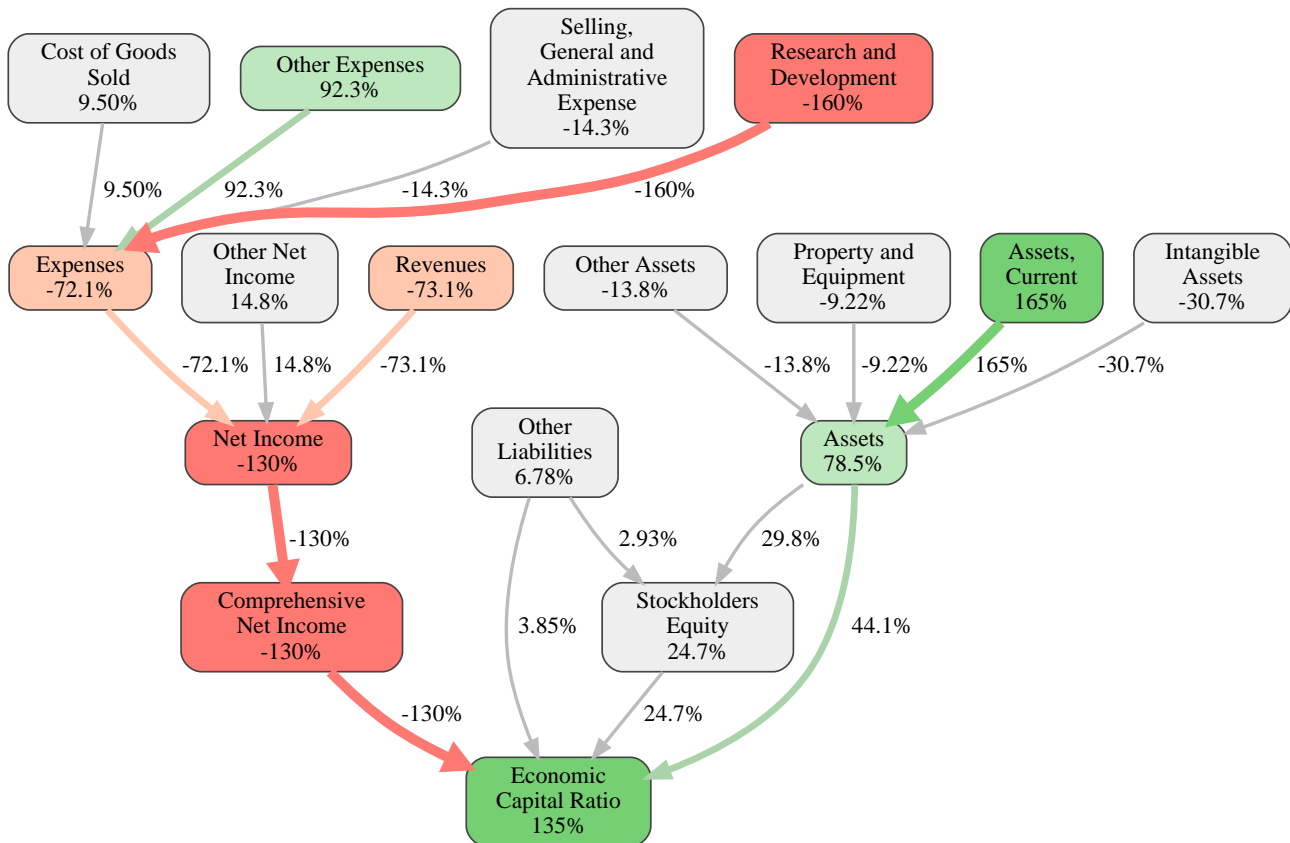 Cost of Goods
Sold
9.50%
Other Expenses
92.3%
Selling,
General and
Administrative
Expense
-14.3%
Research and
Development
-160%
9.50%
92.3%
-14.3%
-160%
Expenses
-72.1%
Other Net
Income
14.8%
Revenues
-73.1%
Other Assets
-13.8%
Property and
Equipment
-9.22%
Assets,
Current
165%
Intangible
Assets
-30.7%
-72.1%
14.8%
-73.1%
-13.8%
-9.22%
165%
-30.7%
Net Income
-130%
Other
Liabilities
6.78%
Assets
78.5%
-130%
2.93%
29.8%
Comprehensive
Net Income
-130%
3.85%
Stockholders
Equity
24.7%
44.1%
-130%
24.7%
Economic
Capital Ratio
135%